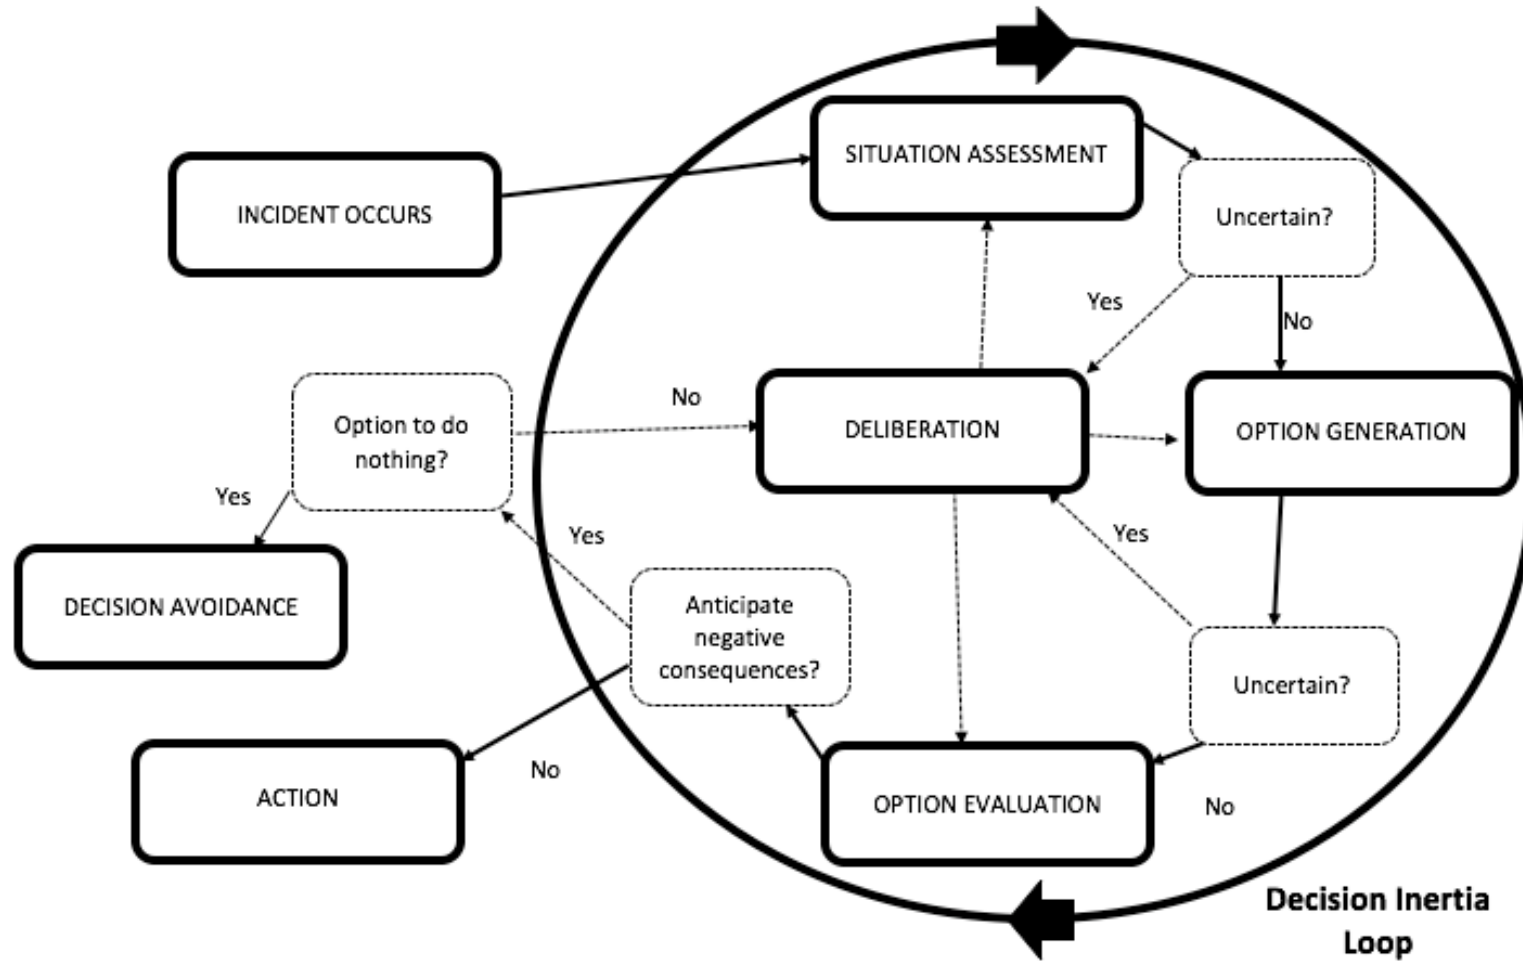 SITUATION ASSESSMENT
INCIDENT OCCURS
Uncertain?
Yes
No
Option to do
nothing?
No
DELIBERATION
OPTION GENERATION
Yes
Yes
Yes
DECISION AVOIDANCE
Anticipate
negative
consequences?
Uncertain?
No
ACTION
OPTION EVALUATION
No
Decision Inertia
Loop